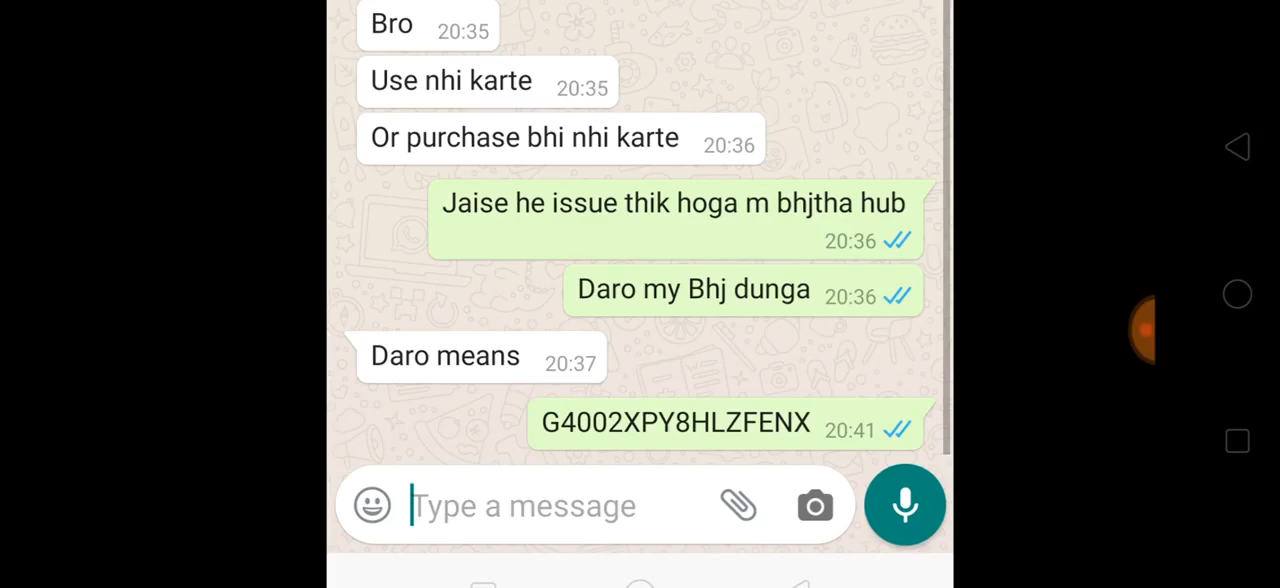 Bro 20:35
Use nhi karte 20:35
Or purchase bhi nhi karte 20:36
Jaise he issue thik hoga m bhjtha hub
20:36
Daro my Bhj dunga 20:36
Daro means 20:37
G4002XPY8HLZFENX 20:41
Type a message